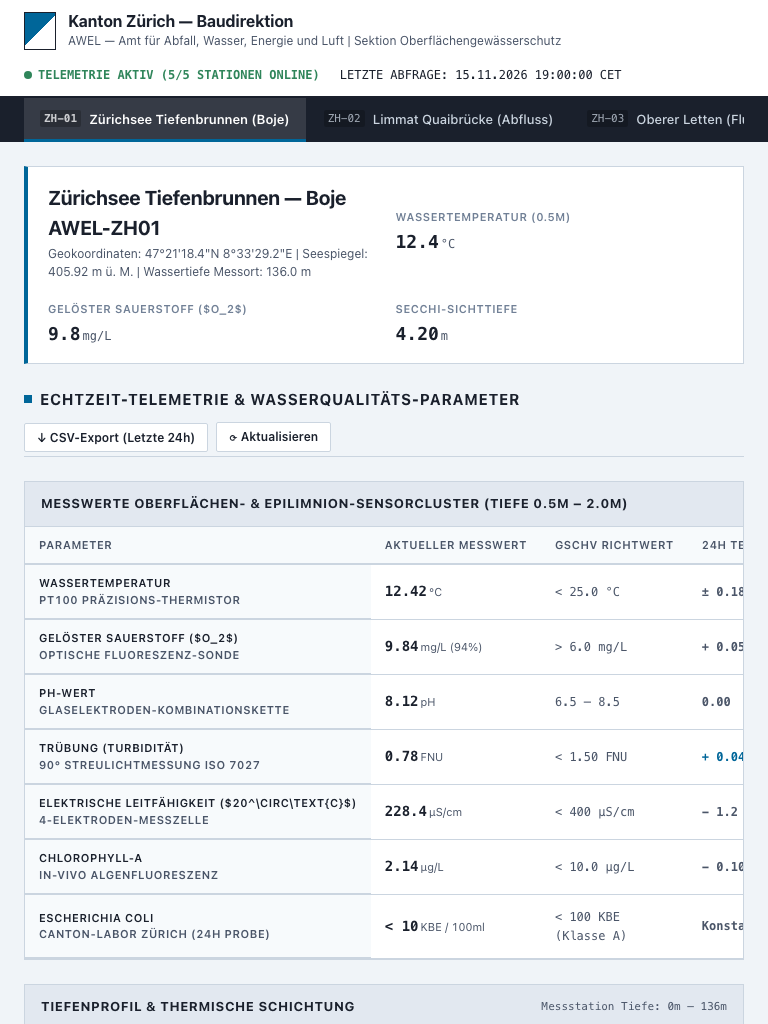 Kanton Zürich — Baudirektion
AWEL — Amt für Abfall, Wasser, Energie und Luft | Sektion Oberflächengewässerschutz
TELEMETRIE AKTIV (5/5 STATIONEN ONLINE) LETZTE ABFRAGE: 15.11.2026 19:00:00 CET
ZH–01 Zürichsee Tiefenbrunnen (Boje) ZH–02 Limmat Quaibrücke (Abfluss) ZH–03 Oberer Letten (Flu
Zürichsee Tiefenbrunnen — Boje
AWEL-ZH01
Geokoordinaten: 47°21'18.4"N 8°33'29.2"E | Seespiegel:
405.92 m ü. M. | Wassertiefe Messort: 136.0 m
WASSERTEMPERATUR (0.5M)
12.4 °C
GELÖSTER SAUERSTOFF ($O_2$)
9.8 mg/L
SECCHI-SICHTTIEFE
4.20 m
ECHTZEIT-TELEMETRIE & WASSERQUALITÄTS-PARAMETER
↓ CSV-Export (Letzte 24h) ⟳ Aktualisieren
MESSWERTE OBERFLÄCHEN- & EPILIMNION-SENSORCLUSTER (TIEFE 0.5M – 2.0M)
PARAMETER AKTUELLER MESSWERT GSCHV RICHTWERT 24H TE
WASSERTEMPERATUR
PT100 PRÄZISIONS-THERMISTOR
12.42 °C < 25.0 °C ± 0.18
GELÖSTER SAUERSTOFF ($O_2$)
OPTISCHE FLUORESZENZ-SONDE
9.84 mg/L (94%) > 6.0 mg/L + 0.05
PH-WERT
GLASELEKTRODEN-KOMBINATIONSKETTE
8.12 pH 6.5 – 8.5 0.00
TRÜBUNG (TURBIDITÄT)
90° STREULICHTMESSUNG ISO 7027
0.78 FNU < 1.50 FNU + 0.04
ELEKTRISCHE LEITFÄHIGKEIT ($20^\CIRC\TEXT{C}$)
4-ELEKTRODEN-MESSZELLE
228.4 µS/cm < 400 µS/cm − 1.2
CHLOROPHYLL-A
IN-VIVO ALGENFLUORESZENZ
2.14 µg/L < 10.0 µg/L − 0.10
ESCHERICHIA COLI
CANTON-LABOR ZÜRICH (24H PROBE)
< 10 KBE / 100ml < 100 KBE
(Klasse A) Konsta
TIEFENPROFIL & THERMISCHE SCHICHTUNG Messstation Tiefe: 0m – 136m